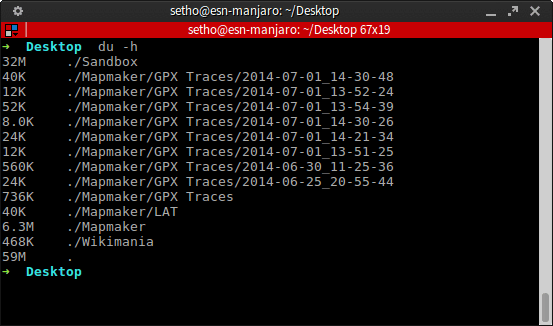 setho@esn-manjaro: ~/Desktop
setho@esn-manjaro: ~/Desktop 67x19
➜  Desktop  du -h
32M     ./Sandbox
40K     ./Mapmaker/GPX Traces/2014-07-01_14-30-48
12K     ./Mapmaker/GPX Traces/2014-07-01_13-52-24
52K     ./Mapmaker/GPX Traces/2014-07-01_13-54-39
8.0K    ./Mapmaker/GPX Traces/2014-07-01_14-30-26
24K     ./Mapmaker/GPX Traces/2014-07-01_14-21-34
12K     ./Mapmaker/GPX Traces/2014-07-01_13-51-25
560K    ./Mapmaker/GPX Traces/2014-06-30_11-25-36
24K     ./Mapmaker/GPX Traces/2014-06-25_20-55-44
736K    ./Mapmaker/GPX Traces
40K     ./Mapmaker/LAT
6.3M    ./Mapmaker
468K    ./Wikimania
59M     .
➜  Desktop